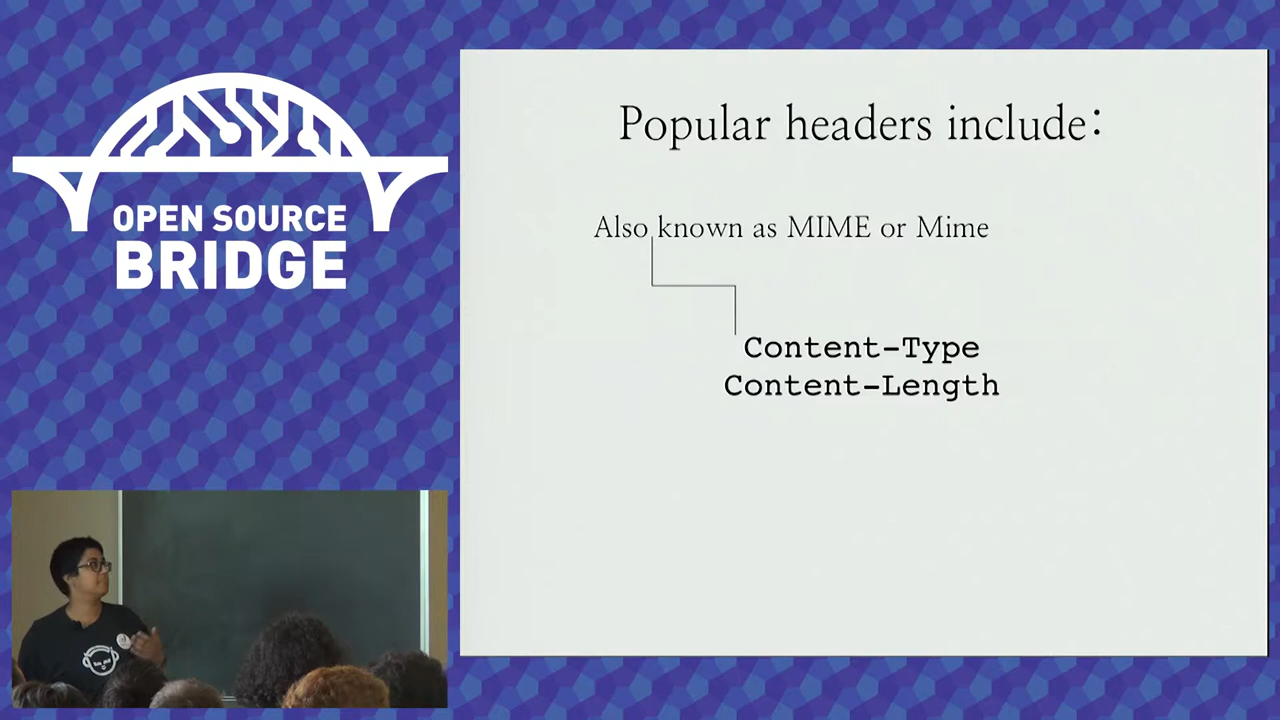 OPEN SOURCE
BRIDGE
Popular headers include:
Also known as MIME or Mime
Content-Type
Content-Length